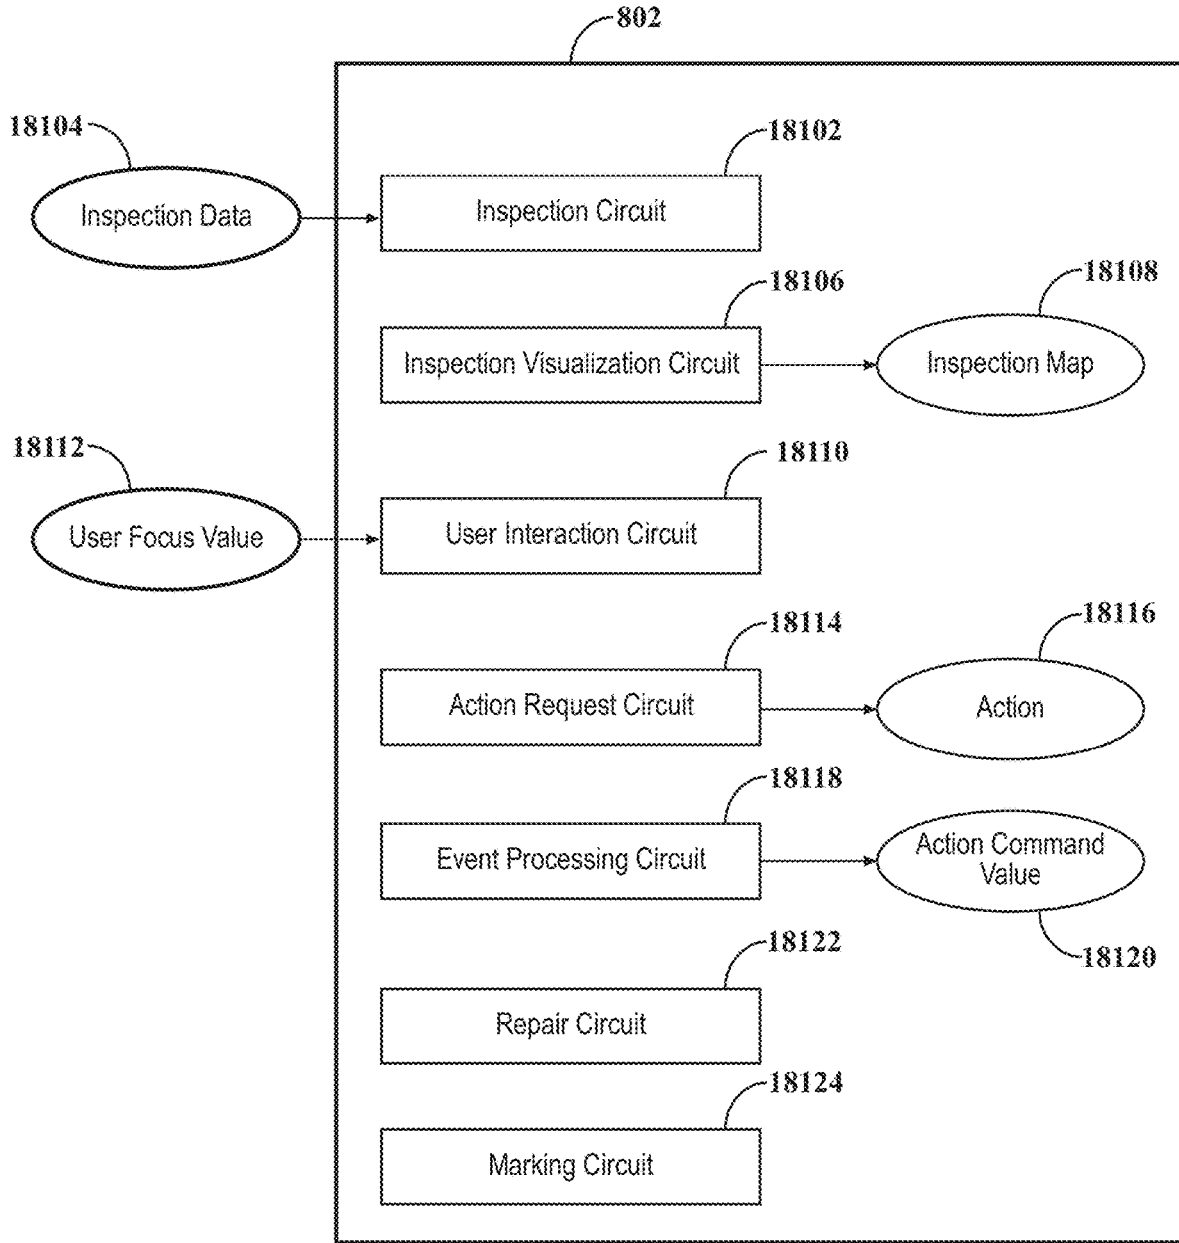 802
18104
18102
Inspection Data
Inspection Circuit
18106
18108
Inspection Visualization Circuit
Inspection Map
18112
18110
User Focus Value
User Interaction Circuit
18114
18116
Action Request Circuit
Action
18118
Event Processing Circuit
Action Command
Value
18122
18120
Repair Circuit
18124
Marking Circuit